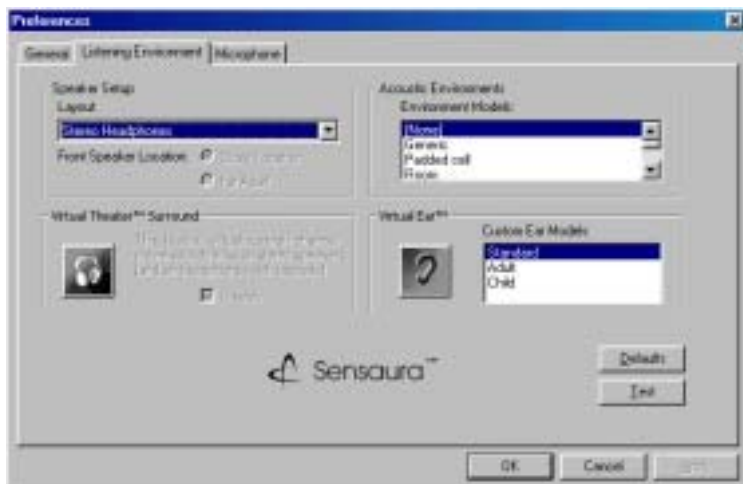 Preferences
General
Listening Environment
Microphone
Speaker Setup
Layout
Stereo Headphones
Front Speaker Location:
Acoustic Environments
Environment Models:
(None)
Generic
Padded cell
Room
Virtual Theater™ Surround
Virtual Ear™
Custom Ear Models
Standard
Adult
Child
Sensaura™
Defaults
Test
OK
Cancel